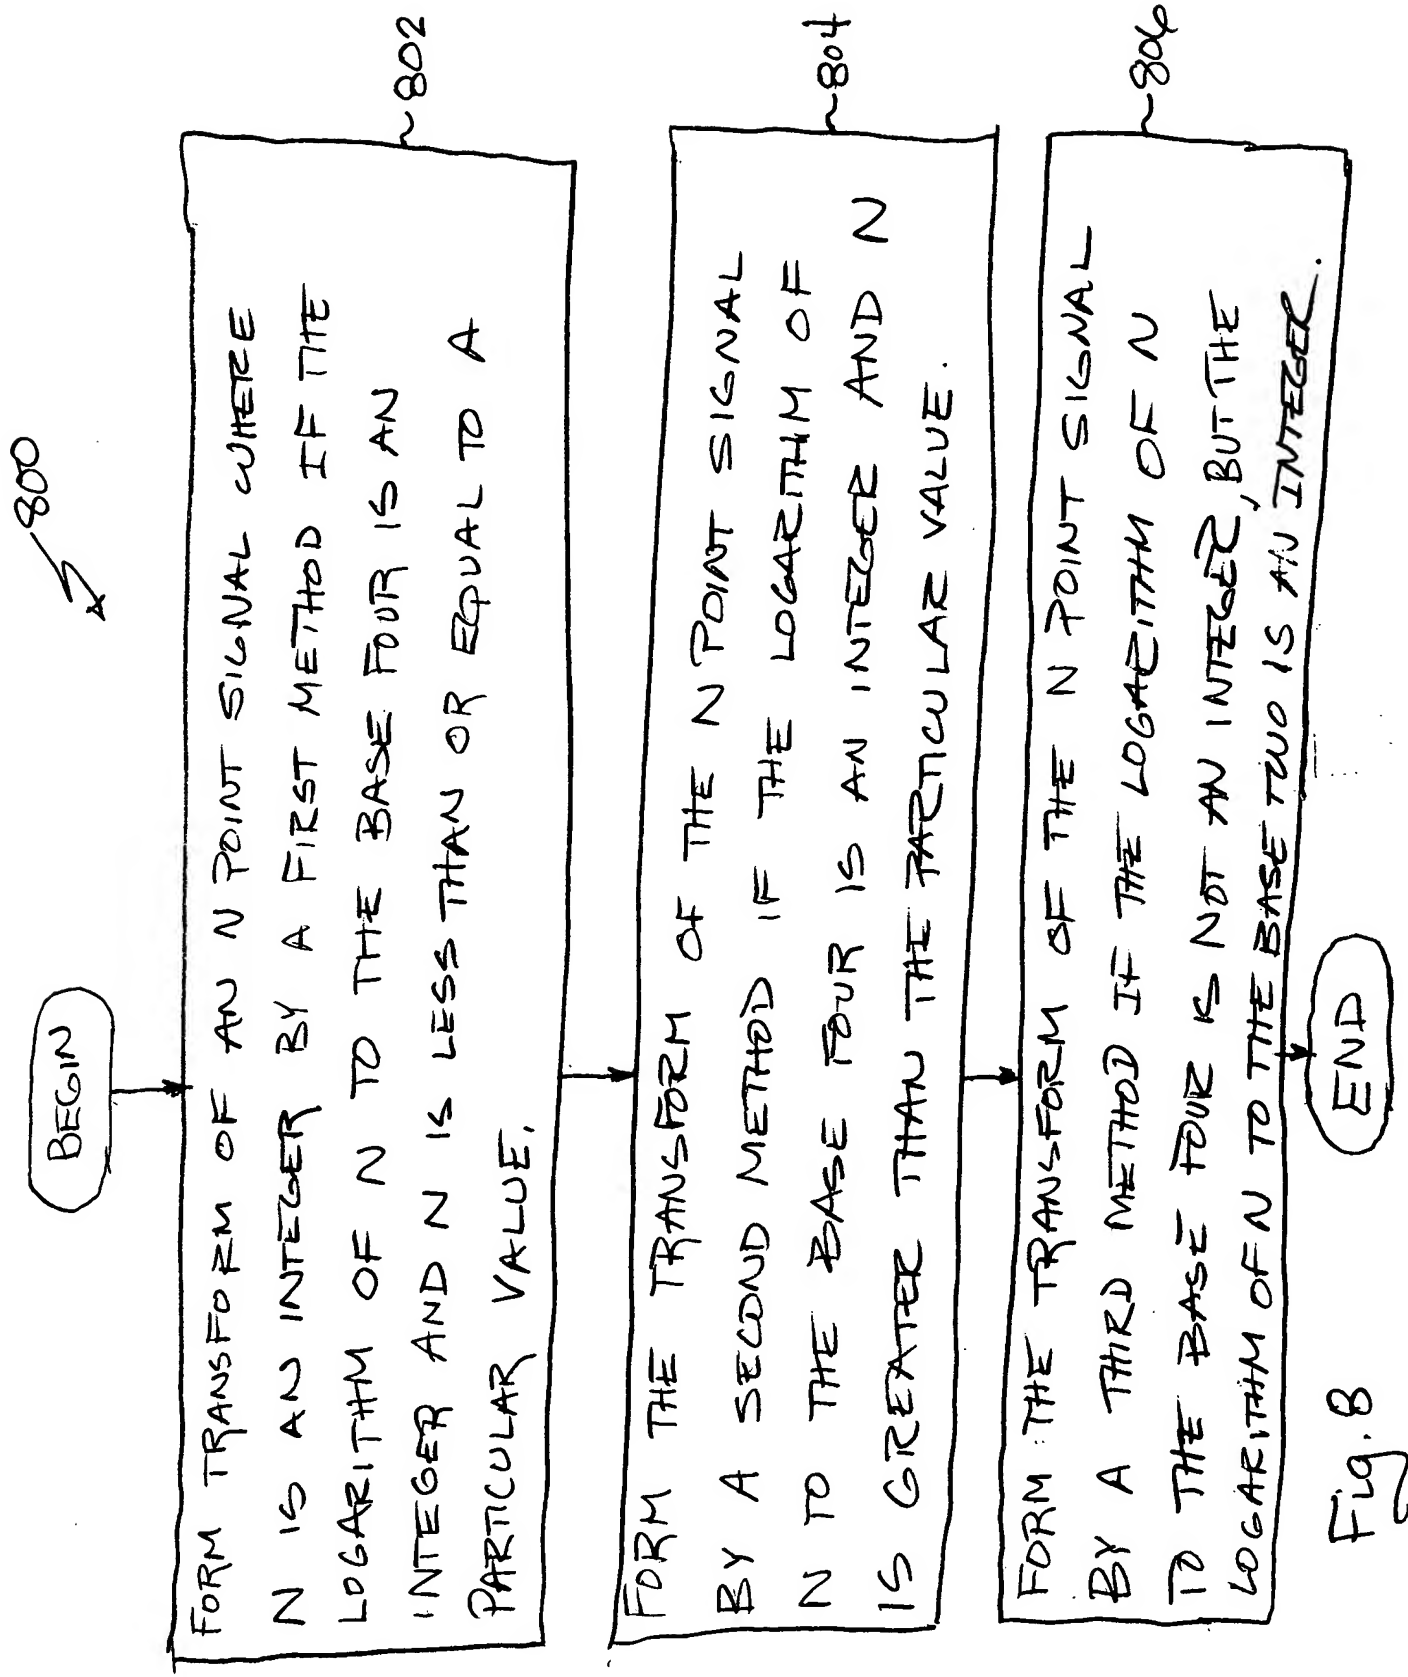 800
BEGIN
FORM TRANSFORM OF AN N POINT SIGNAL WHERE
N IS AN INTEGER BY A FIRST METHOD IF THE
LOGARITHM OF N TO THE BASE FOUR IS AN
INTEGER AND N IS LESS THAN OR EQUAL TO A
PARTICULAR VALUE.
802
FORM THE TRANSFORM OF THE N POINT SIGNAL
BY A SECOND METHOD IF THE LOGARITHM OF
N TO THE BASE FOUR IS AN INTEGER AND N
IS GREATER THAN THE PARTICULAR VALUE.
804
FORM THE TRANSFORM OF THE N POINT SIGNAL
BY A THIRD METHOD IF THE LOGARITHM OF N
TO THE BASE FOUR IS NOT AN INTEGER, BUT THE
LOGARITHM OF N TO THE BASE TWO IS AN INTEGER.
806
END
Fig. 8